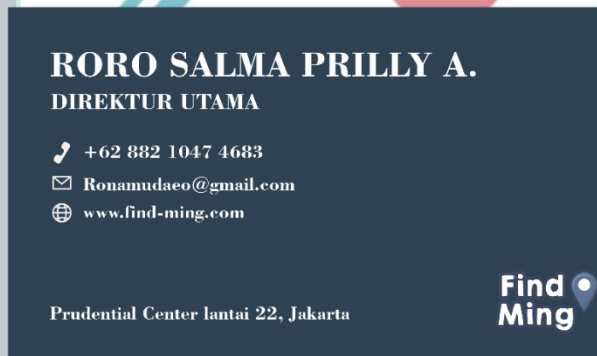 RORO SALMA PRILLY A.
DIREKTUR UTAMA
+62 882 1047 4683
Ronamudaeo@gmail.com
www.find-ming.com
Prudential Center lantai 22, Jakarta
Find
Ming